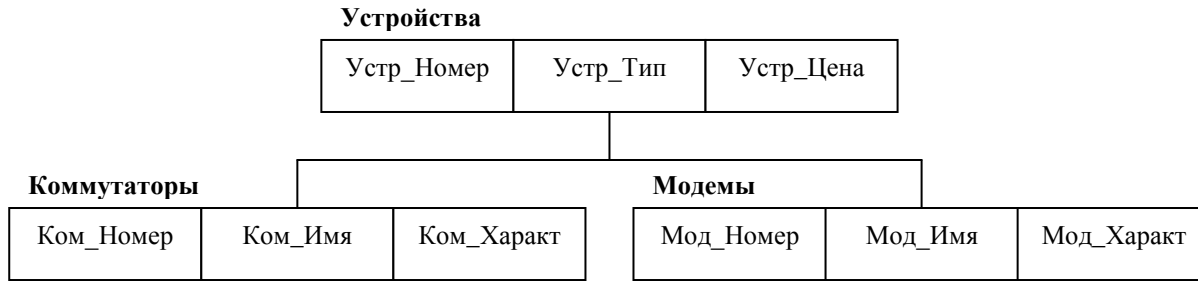 Устройства
Устр_Номер Устр_Тип Устр_Цена
Коммутаторы Модемы
Ком_Номер Ком_Имя Ком_Характ Мод_Номер Мод_Имя Мод_Характ